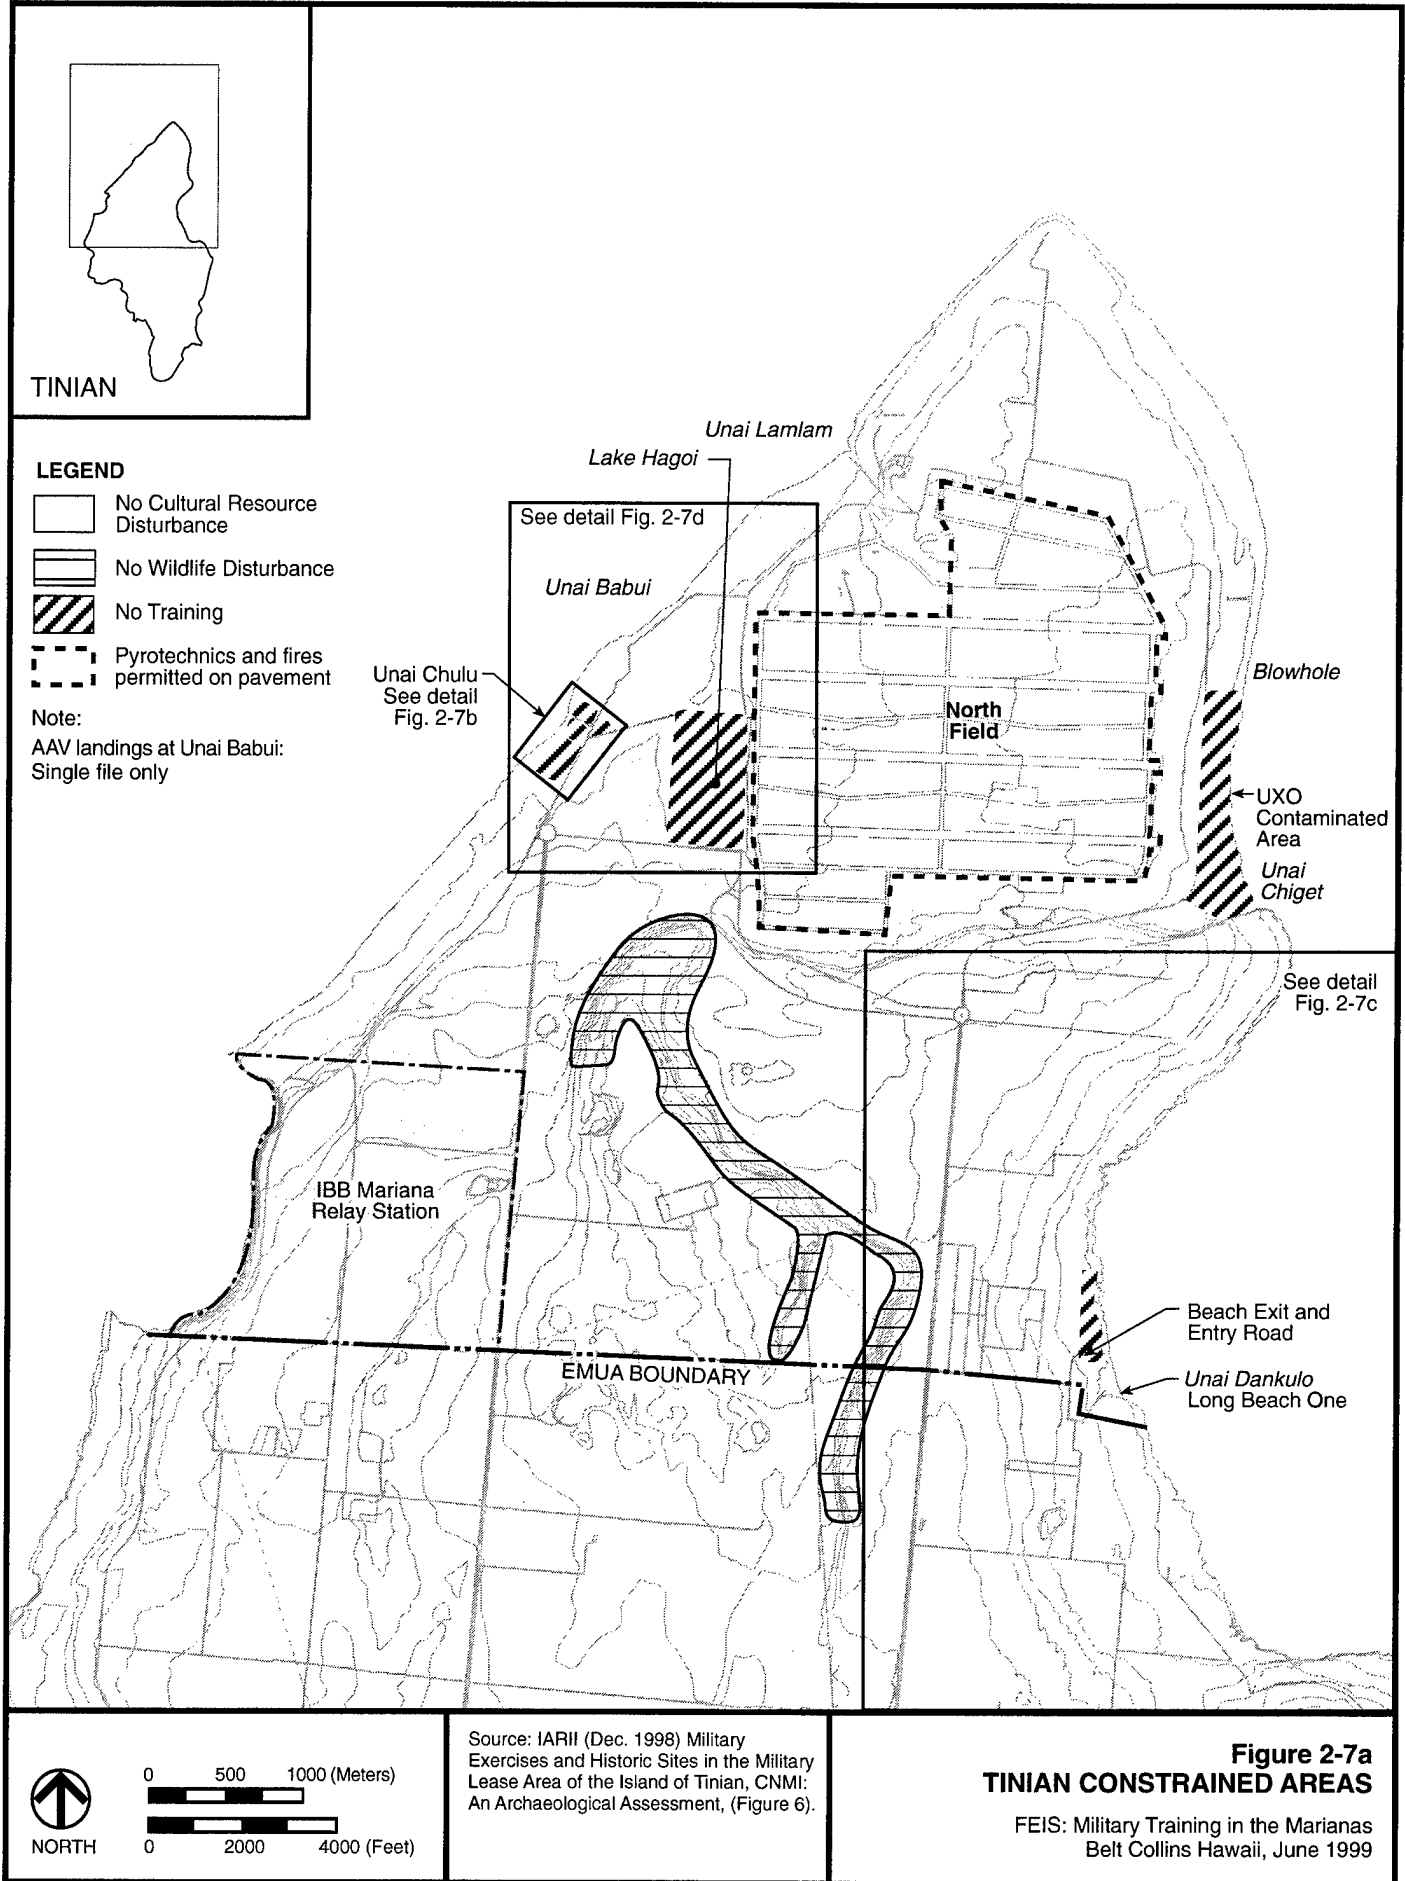 TINIAN
LEGEND
No Cultural Resource
Disturbance
No Wildlife Disturbance
No Training
Pyrotechnics and fires
permitted on pavement
Note:
AAV landings at Unai Babui:
Single file only
Unai Lamlam
Lake Hagoi
See detail Fig. 2-7d
Unai Babui
Unai Chulu
See detail
Fig. 2-7b
North
Field
Blowhole
UXO
Contaminated
Area
Unai
Chiget
See detail
Fig. 2-7c
IBB Mariana
Relay Station
EMUA BOUNDARY
Beach Exit and
Entry Road
Unai Dankulo
Long Beach One
NORTH
0 500 1000 (Meters)
0 2000 4000 (Feet)
Source: IARII (Dec. 1998) Military
Exercises and Historic Sites in the Military
Lease Area of the Island of Tinian, CNMI:
An Archaeological Assessment, (Figure 6).
Figure 2-7a
TINIAN CONSTRAINED AREAS
FEIS: Military Training in the Marianas
Belt Collins Hawaii, June 1999